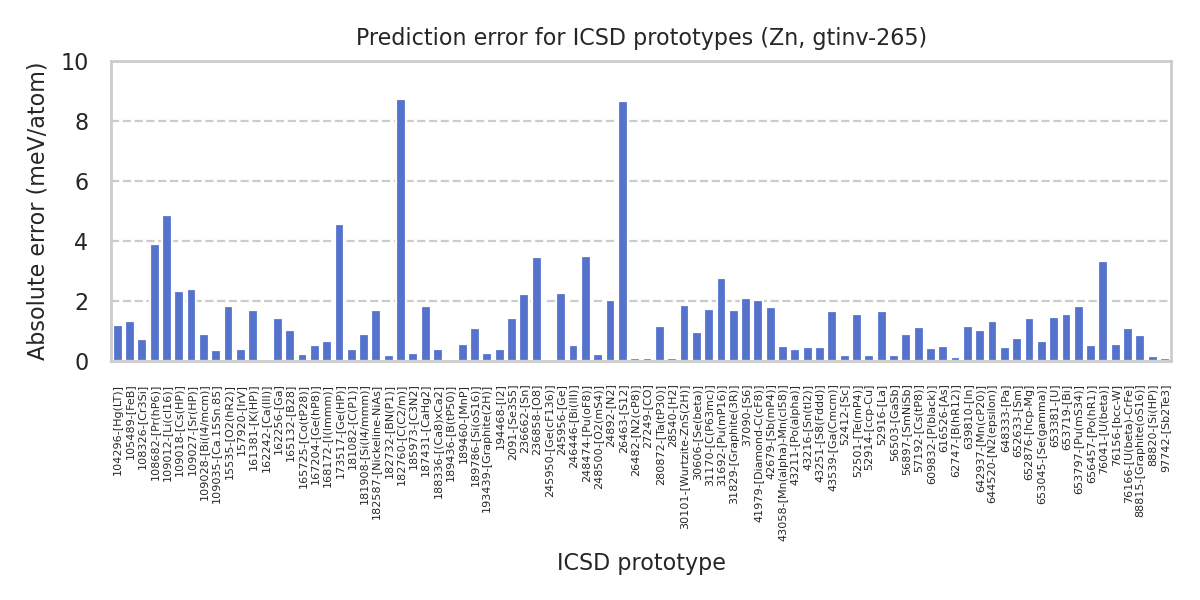 Prediction error for ICSD prototypes (Zn, gtinv-265)
Absolute error (meV/atom)
10
8
6
4
2
0
104296-[Hg(LT)]
105489-[FeB]
108326-[Cr3Si]
108682-[Pr(hP6)]
109012-[Li(cI16)]
109018-[Cs(HP)]
109027-[Sr(HP)]
109028-[Bi(I4/mcm)]
109035-[Ca.15Sn.85]
15535-[O2(hR2)]
157920-[IrV]
161381-[K(HP)]
162242-[Ca(III)]
162256-[Ga]
165132-[B28]
165725-[Co(tP28)]
167204-[Ge(hP8)]
168172-[I(Immm)]
173517-[Ge(HP)]
181082-[C(P1)]
181908-[Si(I4/mmm)]
182587-[Nickeline-NiAs]
182732-[BN(P1)]
182760-[C(C2/m)]
185973-[C3N2]
187431-[CaHg2]
188336-[(Ca8)xCa2]
189436-[B(tP50)]
189460-[MnP]
189786-[Si(oS16)]
193439-[Graphite(2H)]
194468-[I2]
2091-[Se3S5]
236662-[Sn]
236858-[O8]
245950-[Ge(cF136)]
245956-[Ge]
246446-[Bi(III)]
248474-[Pu(oF8)]
248500-[O2(mS4)]
24892-[N2]
26463-[S12]
26482-[N2(cP8)]
27249-[CO]
28540-[H2]
280872-[Ta(tP30)]
30101-[Wurtzite-ZnS(2H)]
30606-[Se(beta)]
31170-[C(P63mc)]
31692-[Pu(mP16)]
31829-[Graphite(3R)]
37090-[S6]
41979-[Diamond-C(cF8)]
42679-[Sb(mP4)]
43058-[Mn(alpha)-Mn(cI58)]
43211-[Po(alpha)]
43216-[Sn(tI2)]
43251-[S8(Fddd)]
43539-[Ga(Cmcm)]
52412-[Sc]
52501-[Te(mP4)]
52914-[fcc-Cu]
52916-[La]
56503-[GaSb]
56897-[SmNiSb]
57192-[Cs(tP8)]
609832-[P(black)]
616526-[As]
62747-[B(hR12)]
639810-[In]
642937-[Mn(cP20)]
644520-[N2(epsilon)]
648333-[Pa]
652633-[Sm]
652876-[hcp-Mg]
653045-[Se(gamma)]
653381-[U]
653719-[Bi]
653797-[Pu(mS34)]
656457-[Po(hR1)]
76041-[U(beta)]
76156-[bcc-W]
76166-[U(beta)-CrFe]
88815-[Graphite(oS16)]
88820-[Si(HP)]
97742-[Sb2Te3]
ICSD prototype